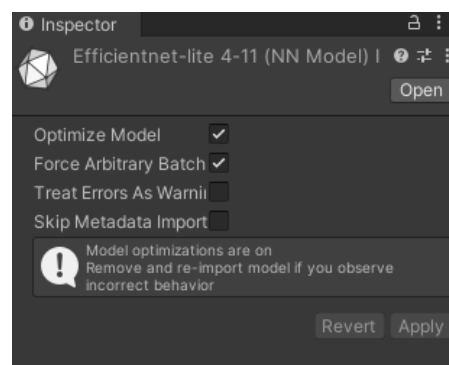 Inspector
Efficientnet-lite 4-11 (NN Model) I
Open
Optimize Model
Force Arbitrary Batch
Treat Errors As Warnii
Skip Metadata Import
Model optimizations are on
Remove and re-import model if you observe
incorrect behavior
Revert Apply